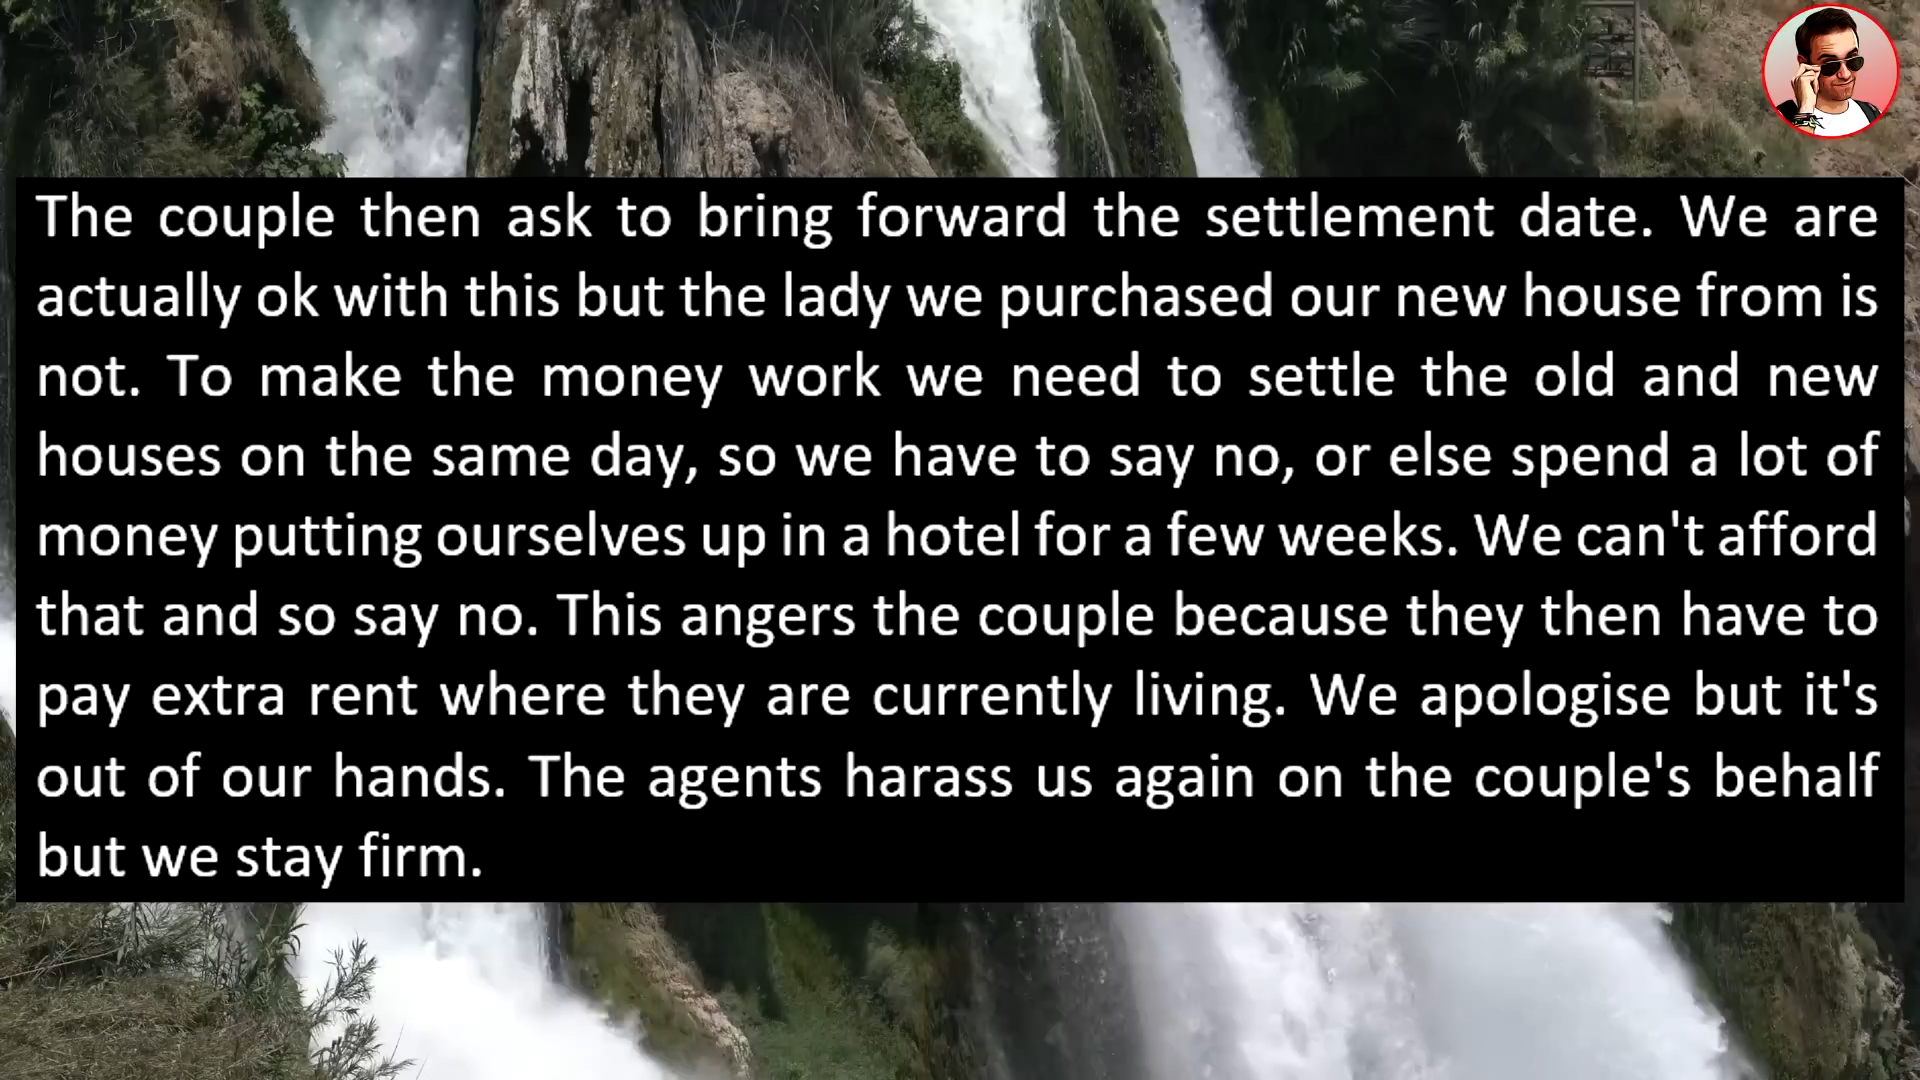 The couple then ask to bring forward the settlement date. We are
actually ok with this but the lady we purchased our new house from is
not. To make the money work we need to settle the old and new
houses on the same day, so we have to say no, or else spend a lot of
money putting ourselves up in a hotel for a few weeks. We can't afford
that and so say no. This angers the couple because they then have to
pay extra rent where they are currently living. We apologise but it's
out of our hands. The agents harass us again on the couple's behalf
but we stay firm.